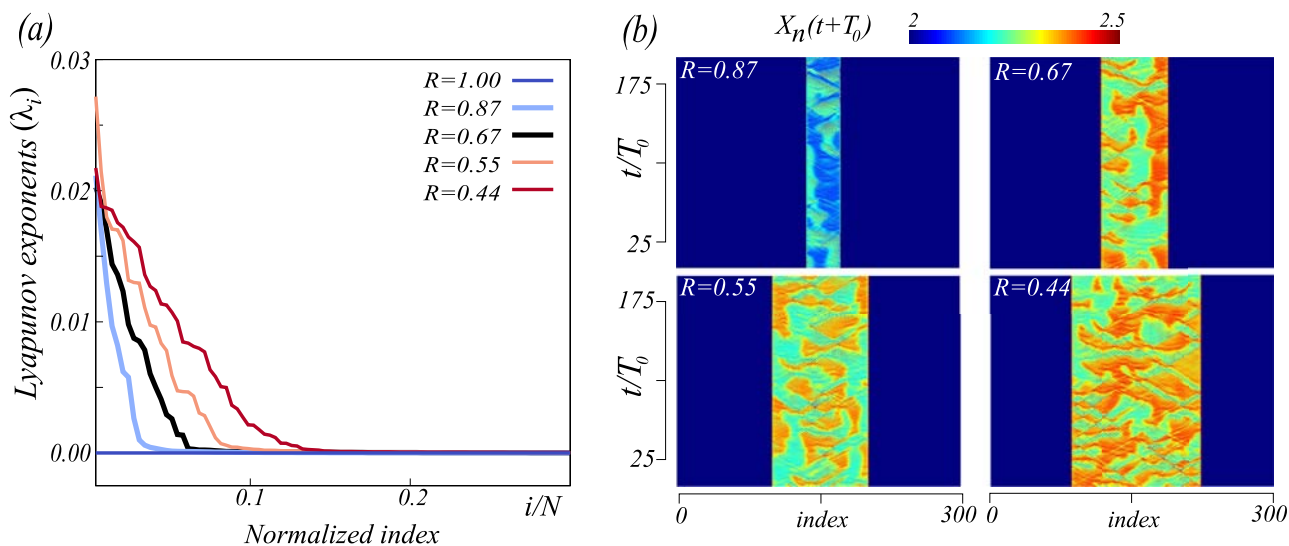 (a)
0.03
0.02
0.01
0.00
Lyapunov exponents (λᵢ)
R=1.00
R=0.87
R=0.67
R=0.55
R=0.44
0.1
0.2
i/N
Normalized index
(b)
Xₙ(t+T₀)
2
2.5
R=0.87
R=0.67
175
t/T₀
25
R=0.55
R=0.44
175
t/T₀
25
0
index
300
0
index
300